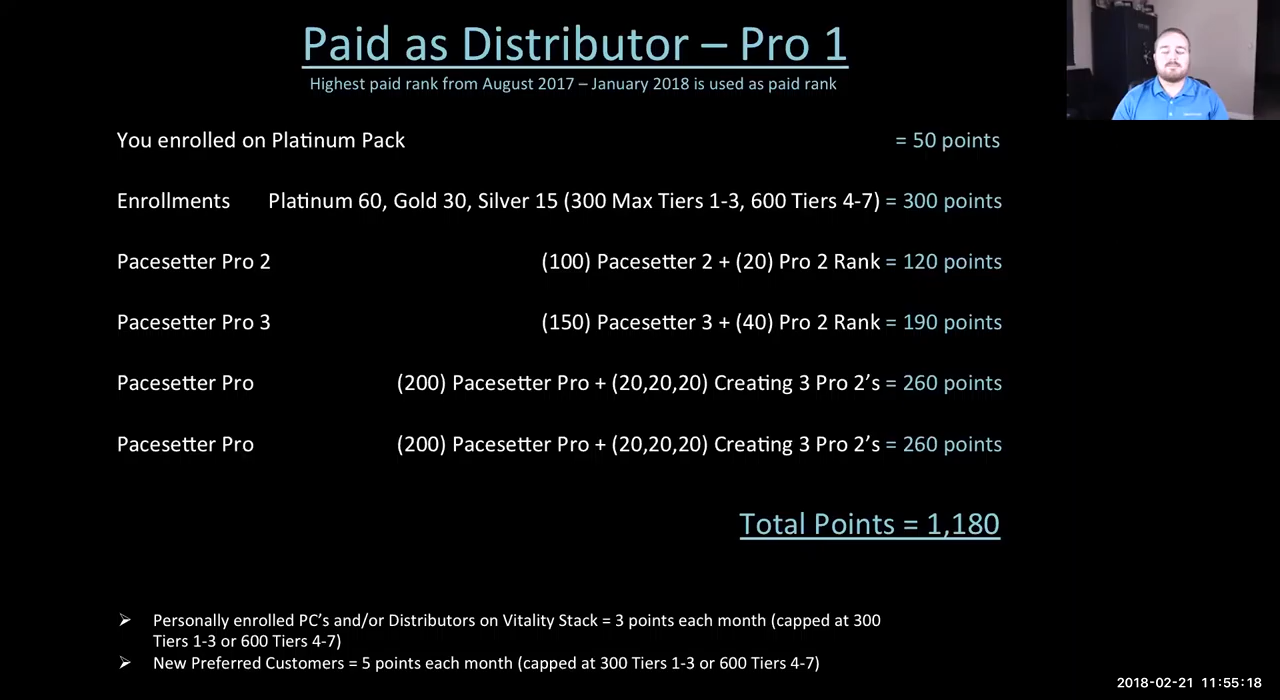 Paid as Distributor – Pro 1
Highest paid rank from August 2017 – January 2018 is used as paid rank
You enrolled on Platinum Pack = 50 points
Enrollments Platinum 60, Gold 30, Silver 15 (300 Max Tiers 1-3, 600 Tiers 4-7) = 300 points
Pacesetter Pro 2 (100) Pacesetter 2 + (20) Pro 2 Rank = 120 points
Pacesetter Pro 3 (150) Pacesetter 3 + (40) Pro 2 Rank = 190 points
Pacesetter Pro (200) Pacesetter Pro + (20,20,20) Creating 3 Pro 2’s = 260 points
Pacesetter Pro (200) Pacesetter Pro + (20,20,20) Creating 3 Pro 2’s = 260 points
Total Points = 1,180
➢ Personally enrolled PC’s and/or Distributors on Vitality Stack = 3 points each month (capped at 300
Tiers 1-3 or 600 Tiers 4-7)
➢ New Preferred Customers = 5 points each month (capped at 300 Tiers 1-3 or 600 Tiers 4-7)
2018-02-21 11:55:18